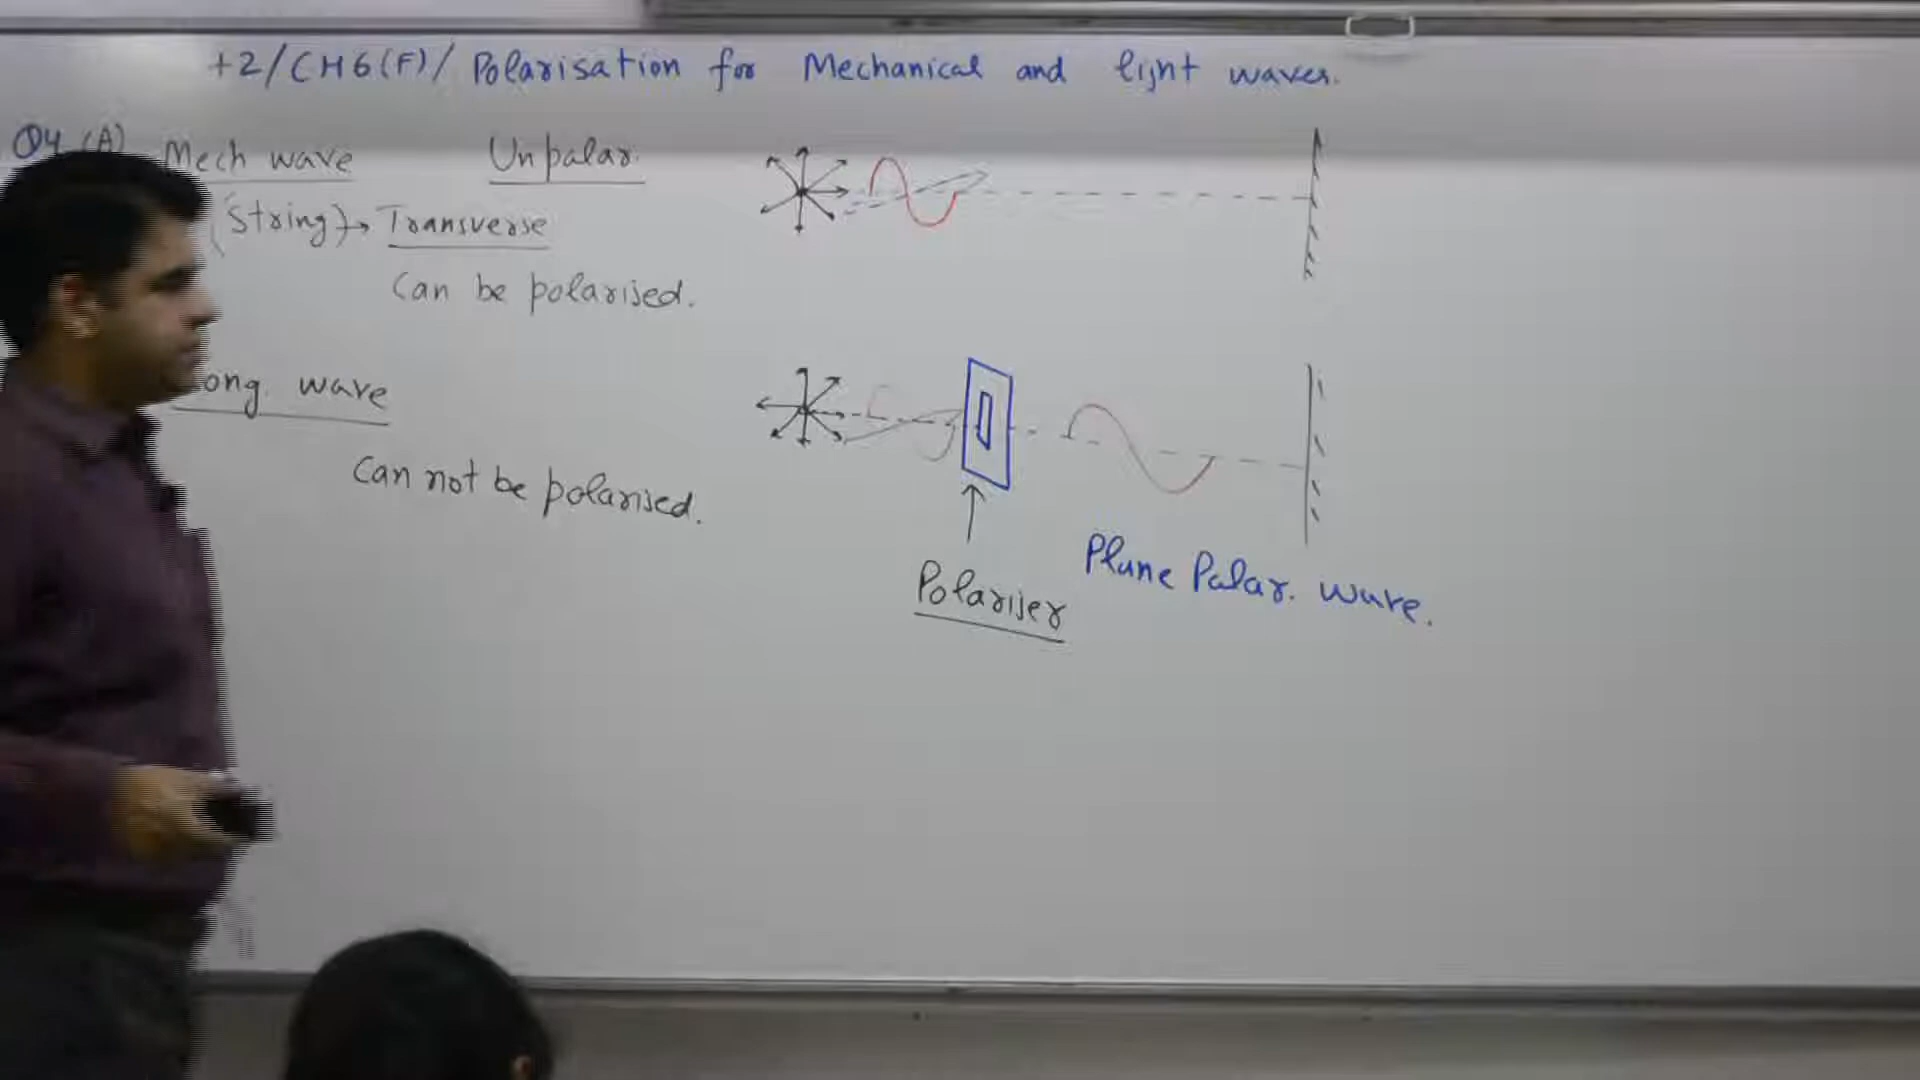 +2/CH6(F)/Polarisation for Mechanical and light waves.
Q4 (A) Mech wave Unpolar.
(String)→ Transverse
Can be polarised.
Long. wave
Can not be polarised.
Polariser
Plane Polar. wave.